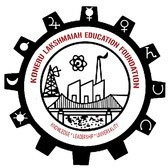 KONERU LAKSHMAIAH EDUCATION FOUNDATION
KNOWLEDGE * LEADERSHIP * UNIVERSALITY